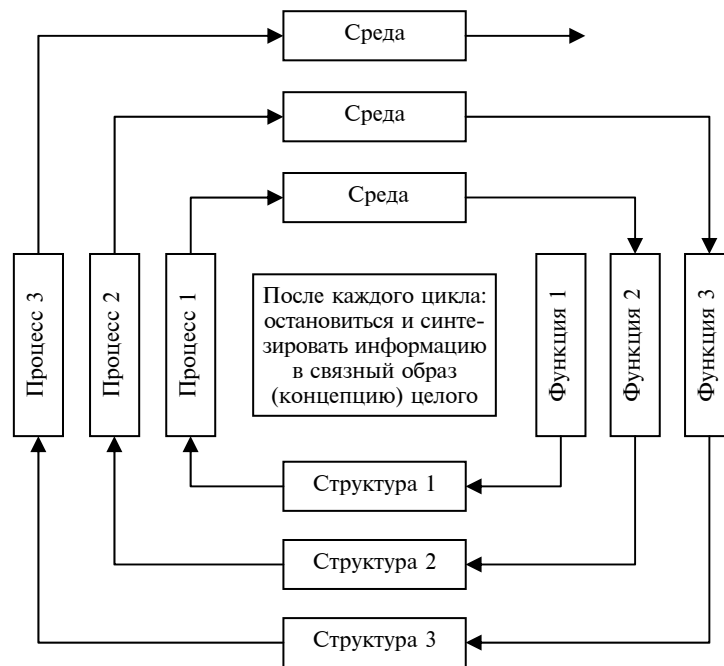 Среда
Среда
Среда
Процесс 3
Процесс 2
Процесс 1
После каждого цикла:
остановиться и синте-
зировать информацию
в связный образ
(концепцию) целого
Функция 1
Функция 2
Функция 3
Структура 1
Структура 2
Структура 3